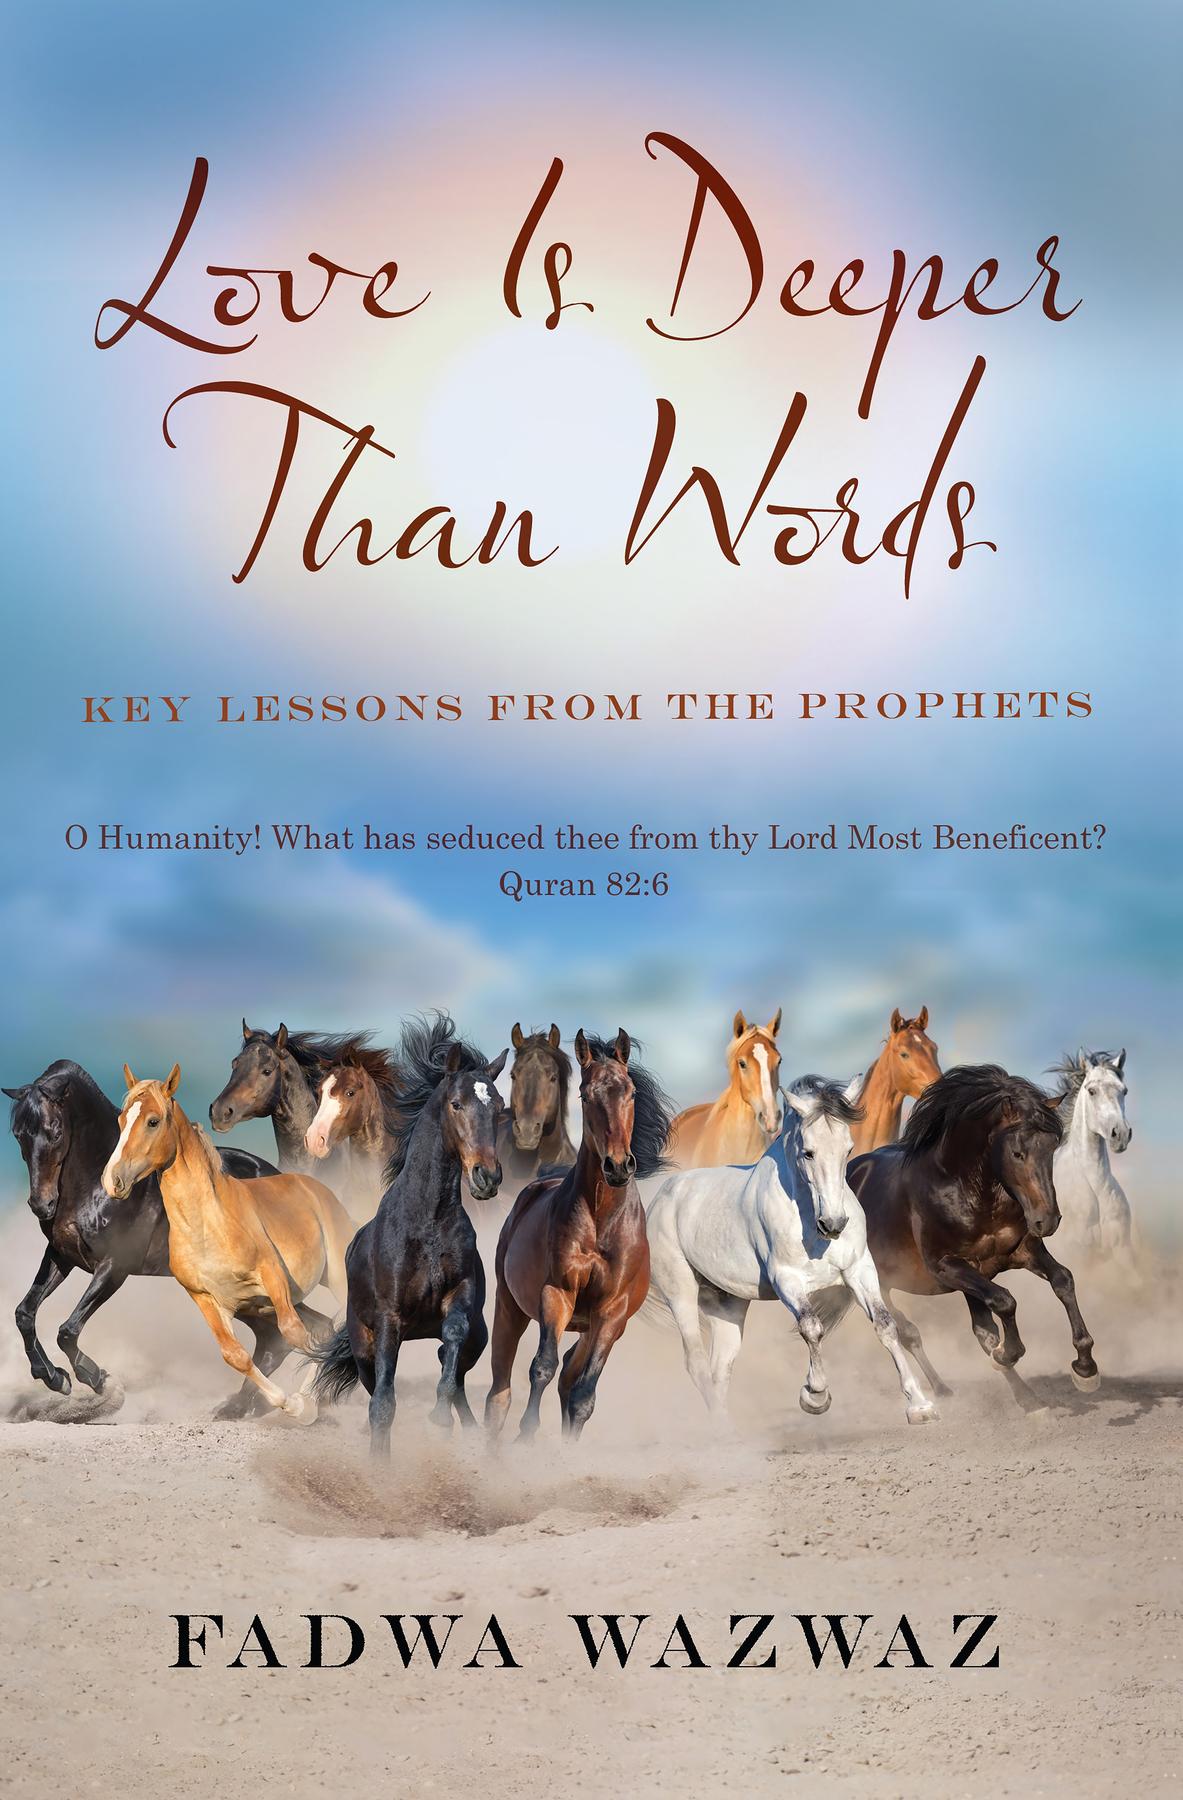 Love Is Deeper
Than Words
KEY LESSONS FROM THE PROPHETS
O Humanity! What has seduced thee from thy Lord Most Beneficent?
Quran 82:6
FADWA WAZWAZ